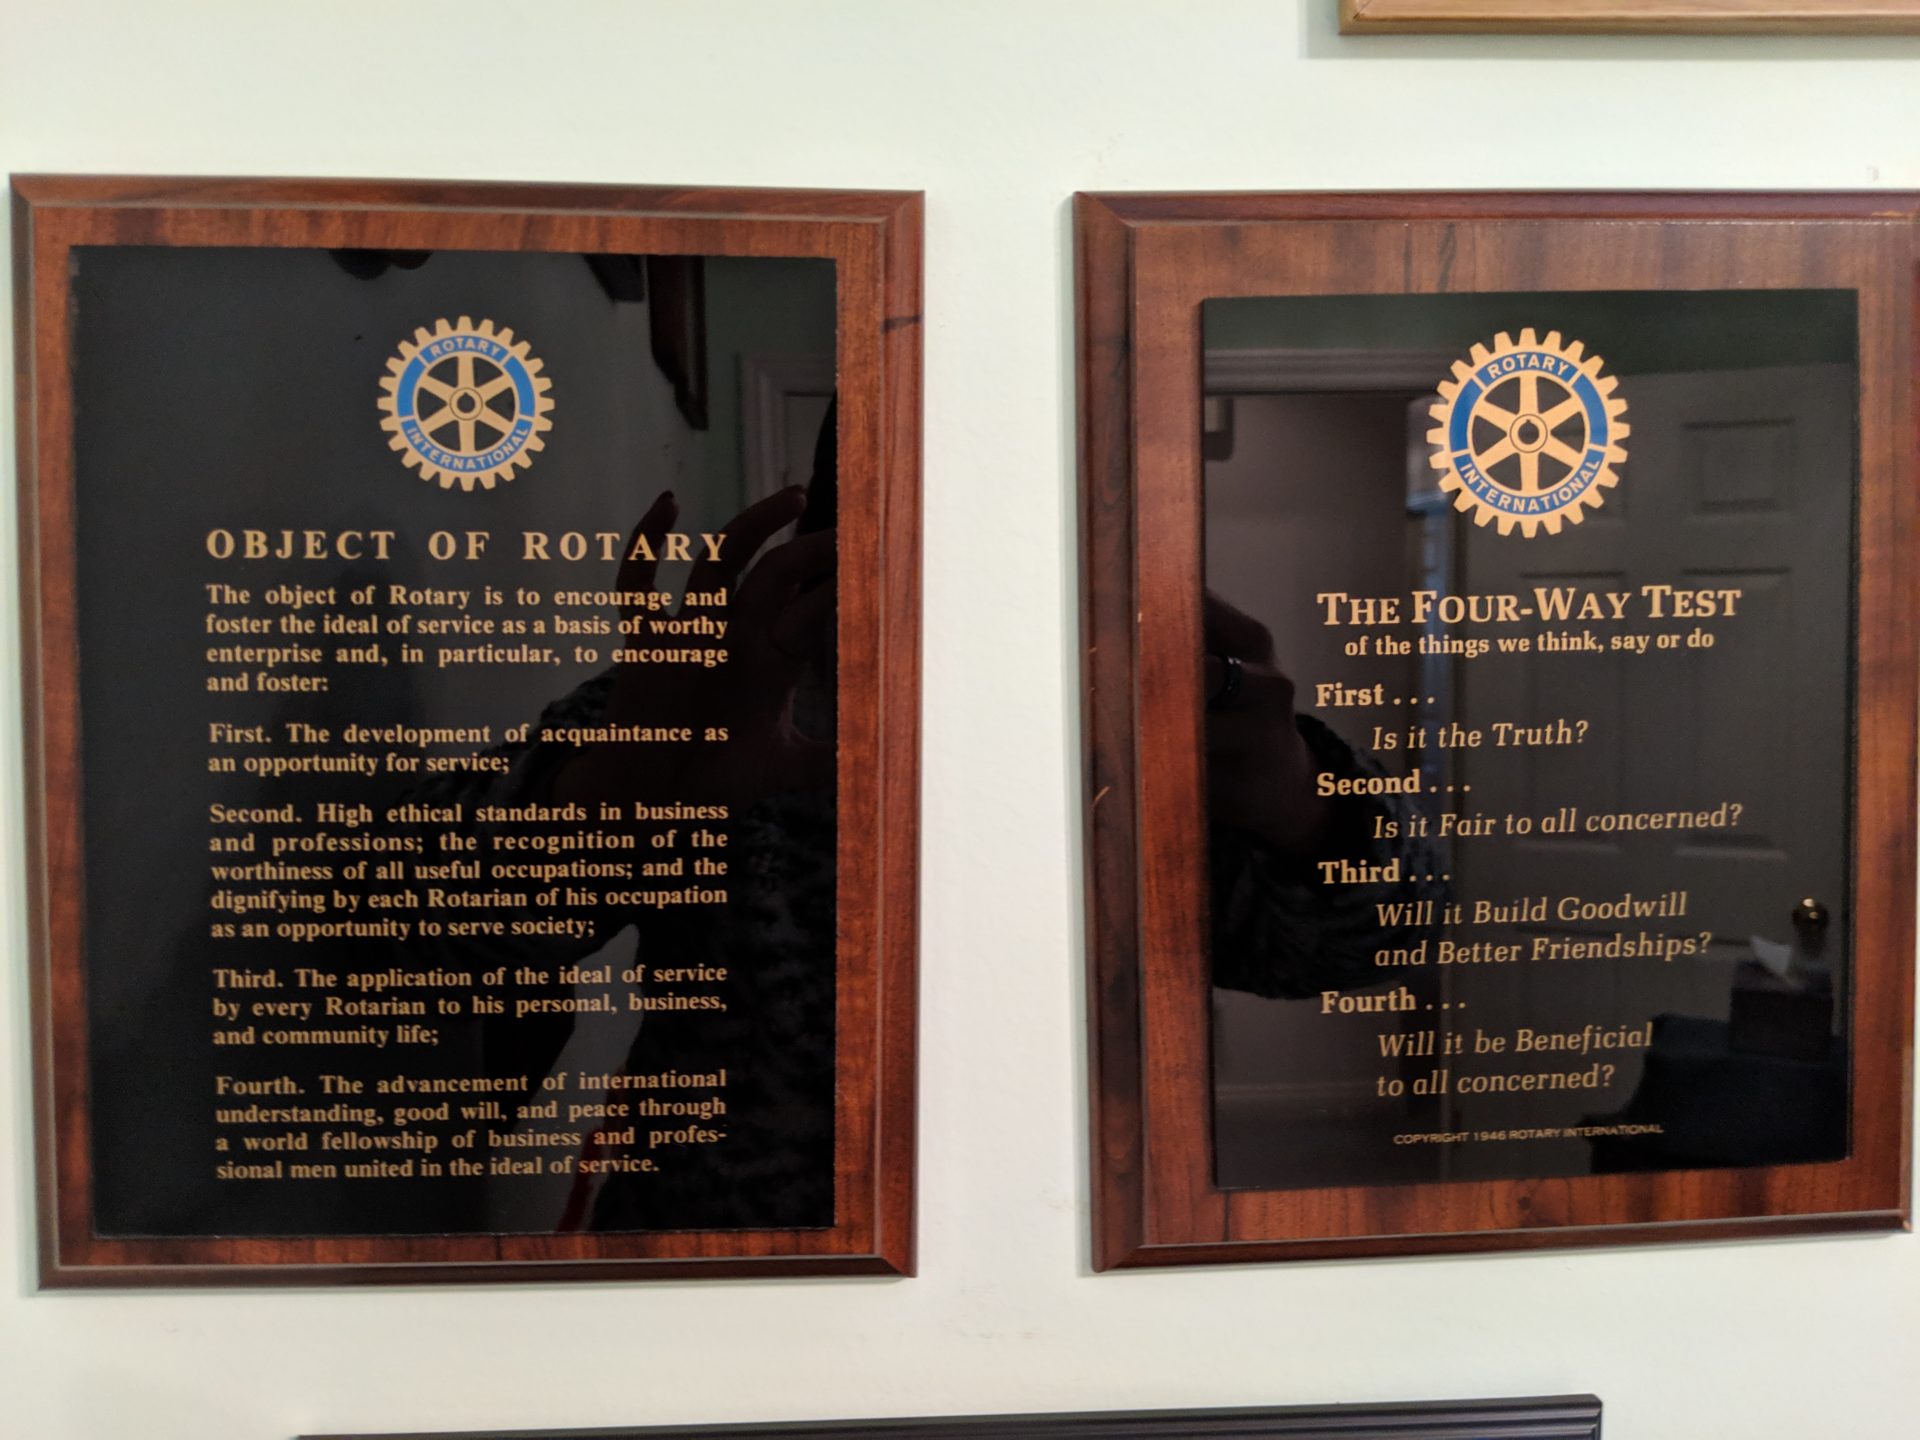 ROTARY
INTERNATIONAL
OBJECT OF ROTARY
The object of Rotary is to encourage and
foster the ideal of service as a basis of worthy
enterprise and, in particular, to encourage
and foster:
First. The development of acquaintance as
an opportunity for service;
Second. High ethical standards in business
and professions; the recognition of the
worthiness of all useful occupations; and the
dignifying by each Rotarian of his occupation
as an opportunity to serve society;
Third. The application of the ideal of service
by every Rotarian to his personal, business,
and community life;
Fourth. The advancement of international
understanding, good will, and peace through
a world fellowship of business and profes-
sional men united in the ideal of service.
ROTARY
INTERNATIONAL
THE FOUR-WAY TEST
of the things we think, say or do
First . . .
Is it the Truth?
Second . . .
Is it Fair to all concerned?
Third . . .
Will it Build Goodwill
and Better Friendships?
Fourth . . .
Will it be Beneficial
to all concerned?
COPYRIGHT 1946 ROTARY INTERNATIONAL